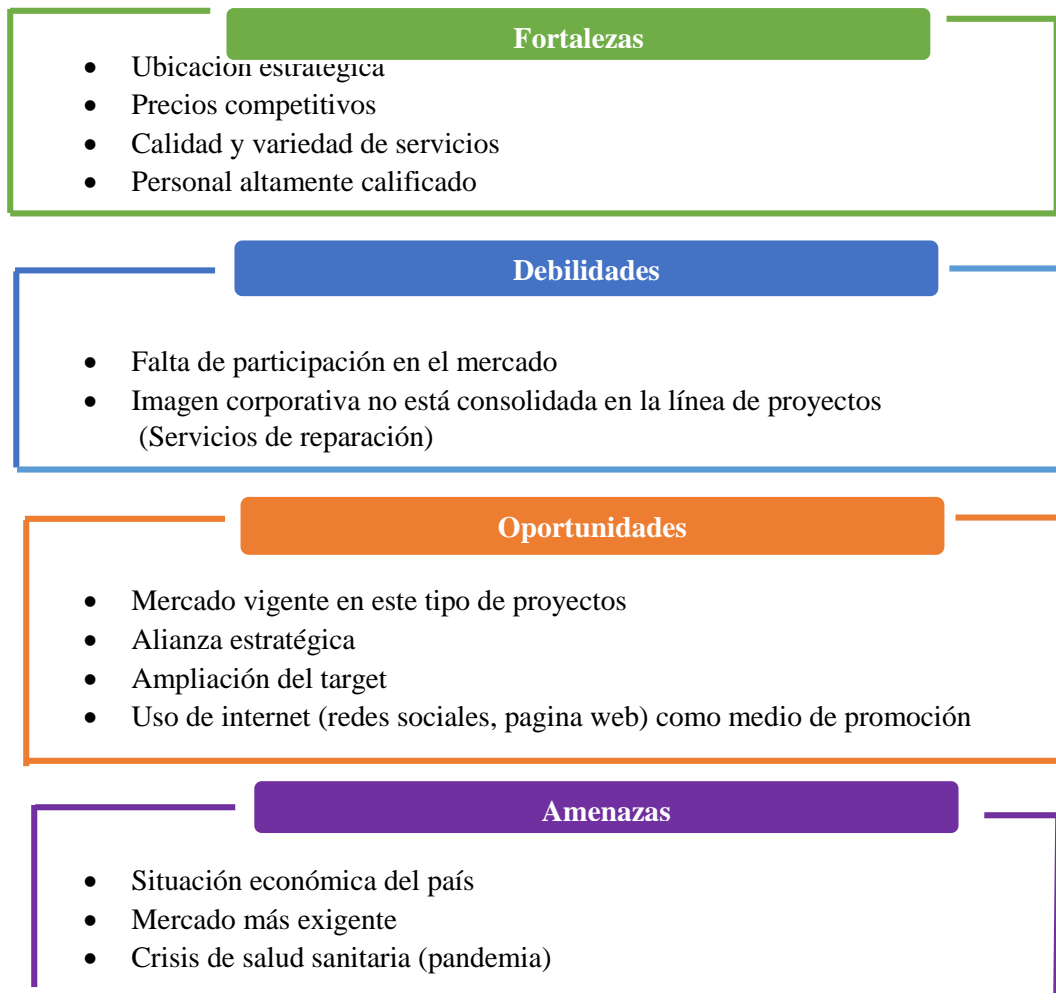 Fortalezas
• Ubicación estratégica
• Precios competitivos
• Calidad y variedad de servicios
• Personal altamente calificado
Debilidades
• Falta de participación en el mercado
• Imagen corporativa no está consolidada en la línea de proyectos
(Servicios de reparación)
Oportunidades
• Mercado vigente en este tipo de proyectos
• Alianza estratégica
• Ampliación del target
• Uso de internet (redes sociales, pagina web) como medio de promoción
Amenazas
• Situación económica del país
• Mercado más exigente
• Crisis de salud sanitaria (pandemia)